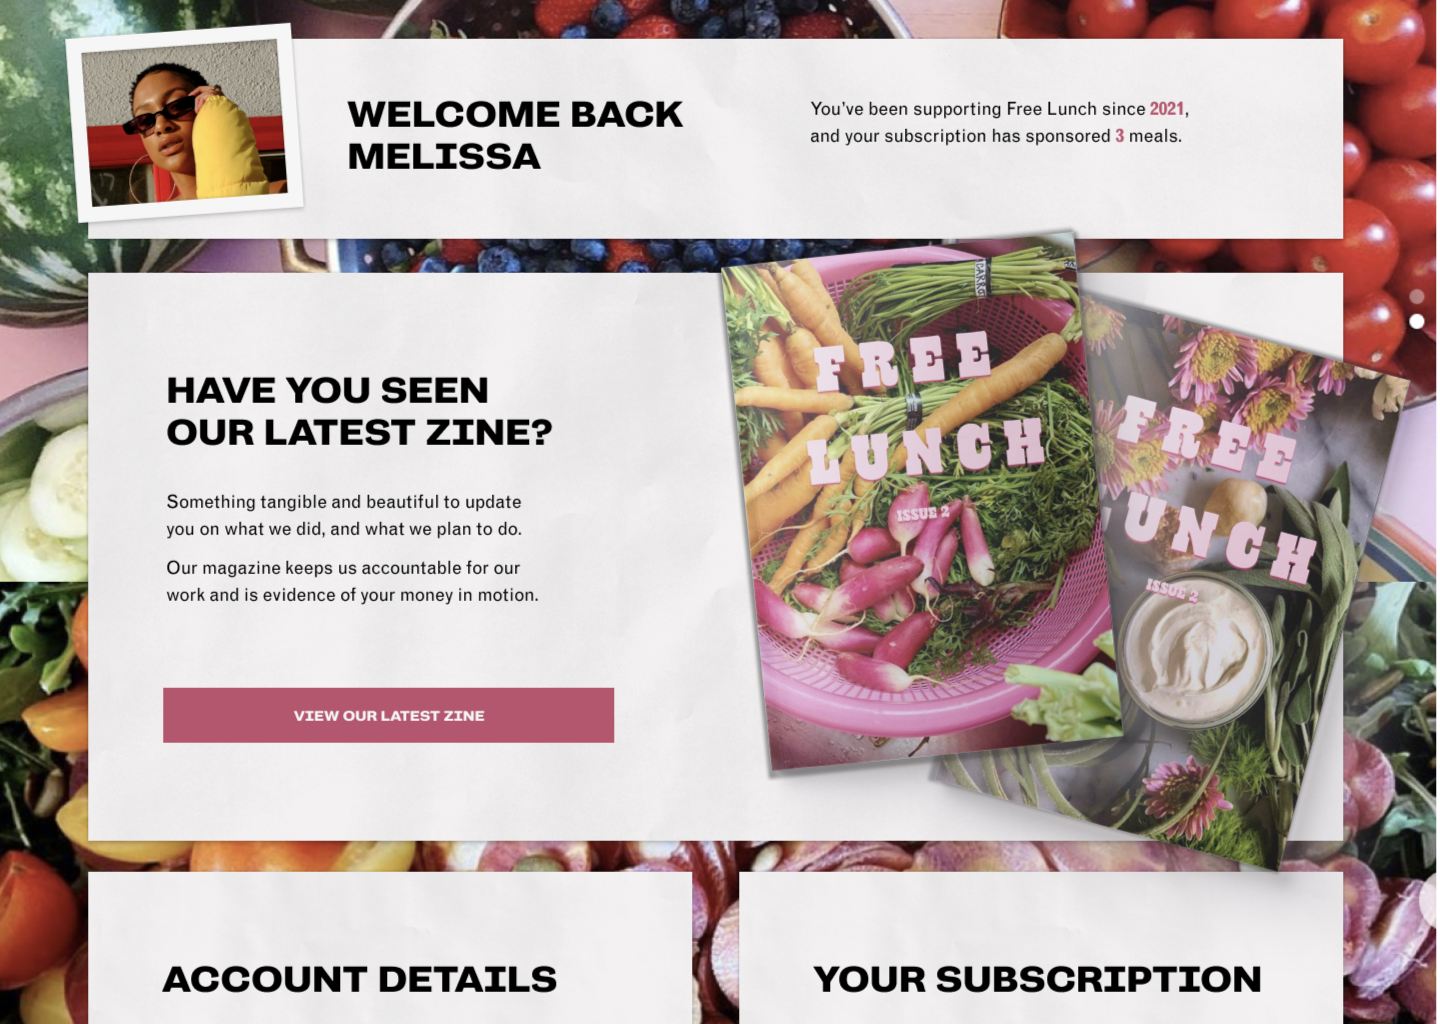 WELCOME BACK
MELISSA
You’ve been supporting Free Lunch since 2021,
and your subscription has sponsored 3 meals.
HAVE YOU SEEN
OUR LATEST ZINE?
Something tangible and beautiful to update
you on what we did, and what we plan to do.
Our magazine keeps us accountable for our
work and is evidence of your money in motion.
VIEW OUR LATEST ZINE
FREE
LUNCH
ISSUE 2
FREE
UNCH
ISSUE 2
ACCOUNT DETAILS
YOUR SUBSCRIPTION